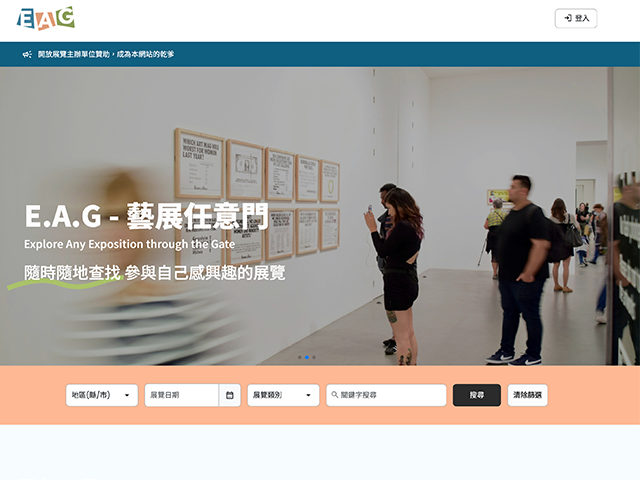 EAG
登入
開放展覽主辦單位贊助，成為本網站的乾爹
WHICH ART MAG WAS
WORST FOR WOMEN
LAST YEAR?
E.A.G - 藝展任意門
Explore Any Exposition through the Gate
隨時隨地查找 參與自己感興趣的展覽
地區(縣/市)
展覽日期
展覽類別
關鍵字搜尋
搜尋
清除篩選